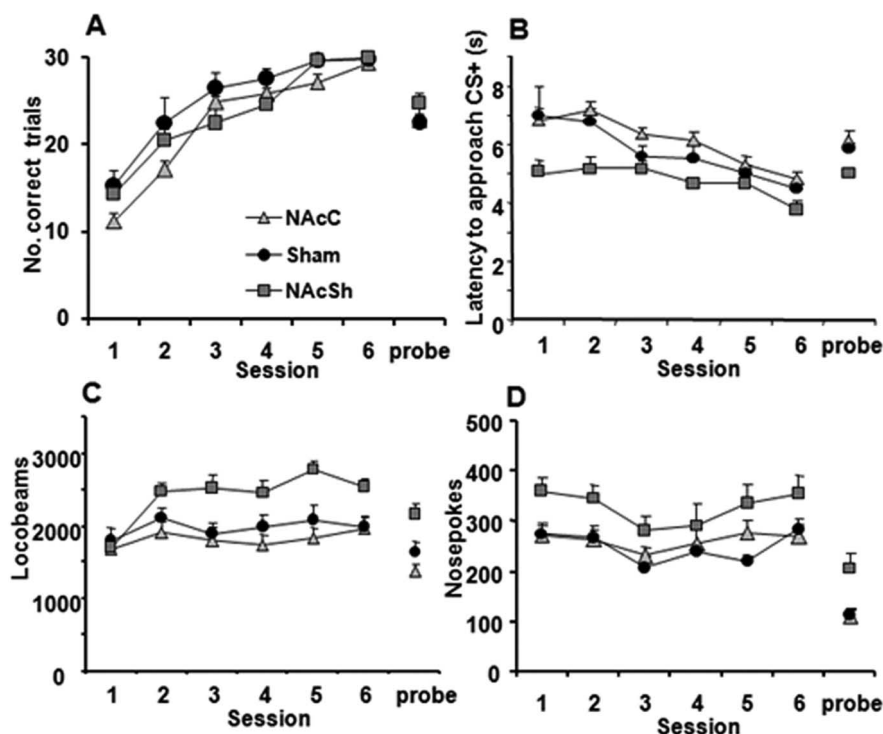 A
No. correct trials
30
20
10
0
NAcC
Sham
NAcSh
1 2 3 4 5 6 probe
Session
B
Latency to approach CS+ (s)
8
6
4
2
0
1 2 3 4 5 6 probe
Session
C
Locobeams
3000
2000
1000
0
1 2 3 4 5 6 probe
Session
D
Nosepokes
500
400
300
200
100
0
1 2 3 4 5 6 probe
Session